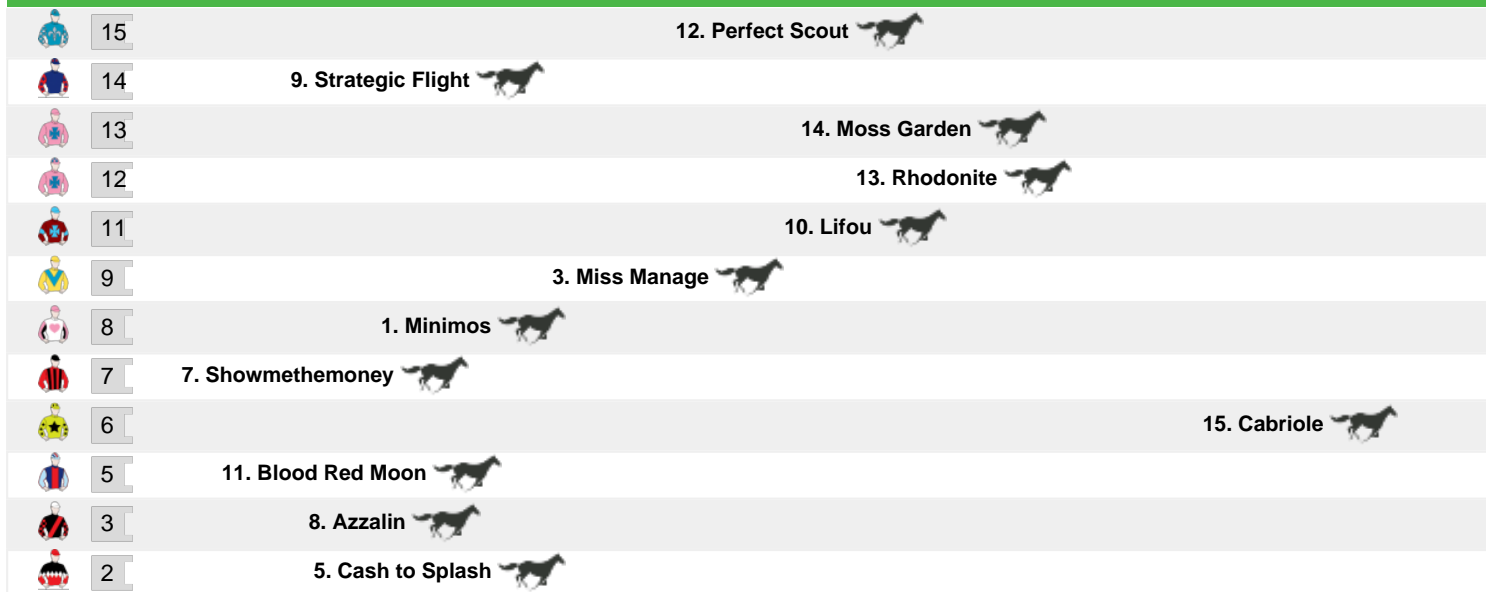 15 12. Perfect Scout
14 9. Strategic Flight
13 14. Moss Garden
12 13. Rhodonite
11 10. Lifou
9 3. Miss Manage
8 1. Minimos
7 7. Showmethemoney
6 15. Cabriole
5 11. Blood Red Moon
3 8. Azzalin
2 5. Cash to Splash